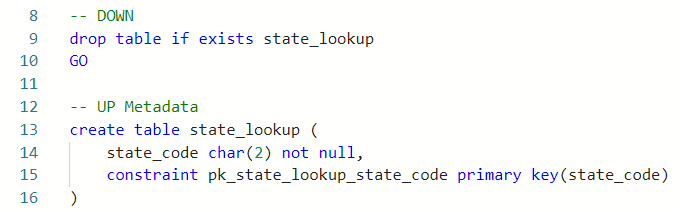 8 -- DOWN
9 drop table if exists state_lookup
10 GO
11
12 -- UP Metadata
13 create table state_lookup (
14     state_code char(2) not null,
15     constraint pk_state_lookup_state_code primary key(state_code)
16 )